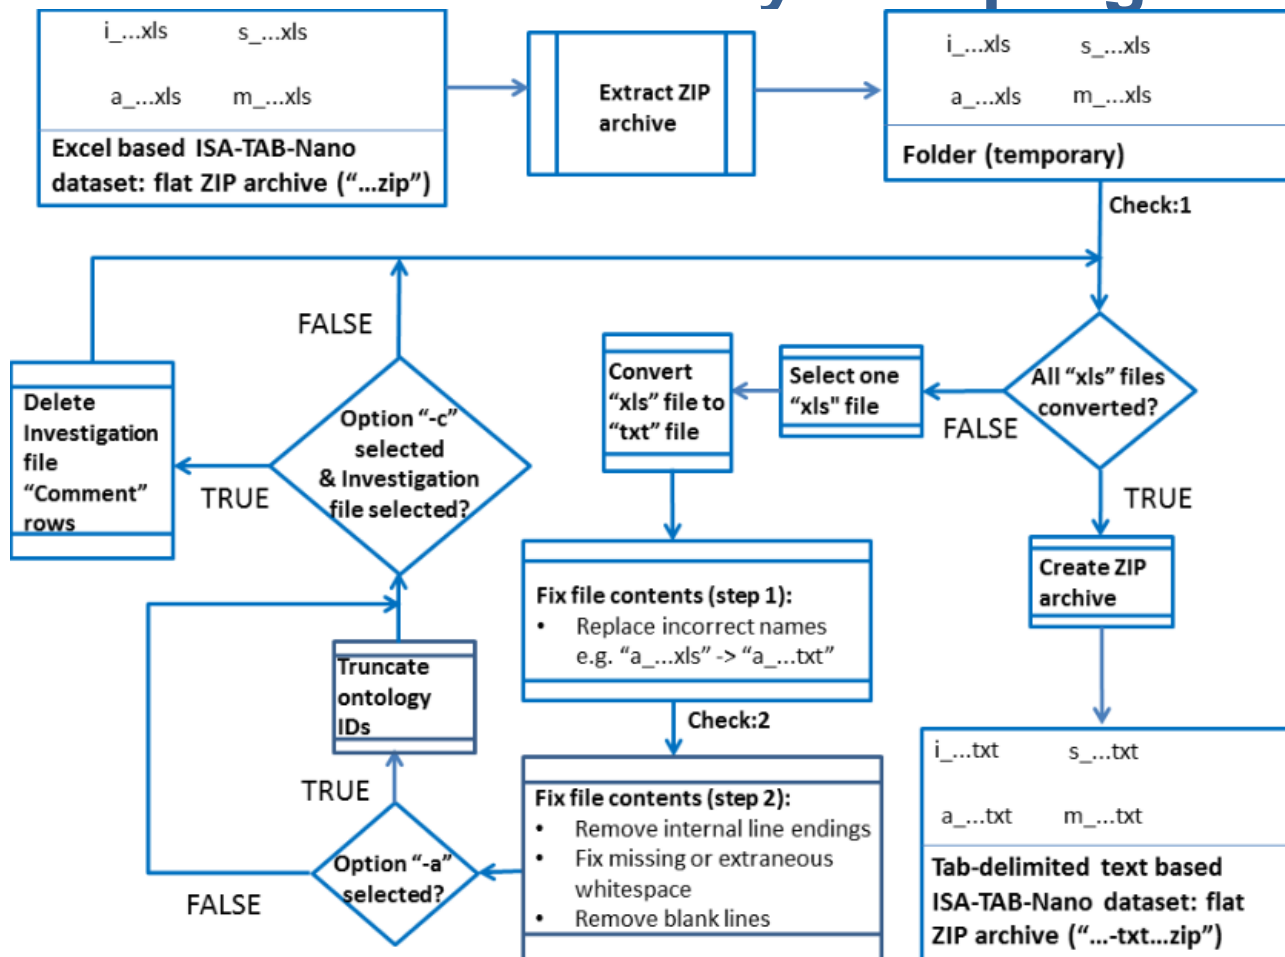 i_...xls s_...xls
a_...xls m_...xls
Excel based ISA-TAB-Nano
dataset: flat ZIP archive (“...zip”)
Extract ZIP
archive
i_...xls s_...xls
a_...xls m_...xls
Folder (temporary)
Check:1
All “xls” files
converted?
FALSE
TRUE
Select one
“xls" file
Convert
“xls” file to
“txt” file
Fix file contents (step 1):
• Replace incorrect names
e.g. “a_...xls” -> “a_...txt”
Check:2
Fix file contents (step 2):
• Remove internal line endings
• Fix missing or extraneous
whitespace
• Remove blank lines
Option “-a”
selected?
TRUE
FALSE
Truncate
ontology
IDs
Option “-c”
selected
& Investigation
file selected?
FALSE
TRUE
Delete
Investigation
file
“Comment”
rows
Create ZIP
archive
i_...txt s_...txt
a_...txt m_...txt
Tab-delimited text based
ISA-TAB-Nano dataset: flat
ZIP archive (“...-txt...zip”)